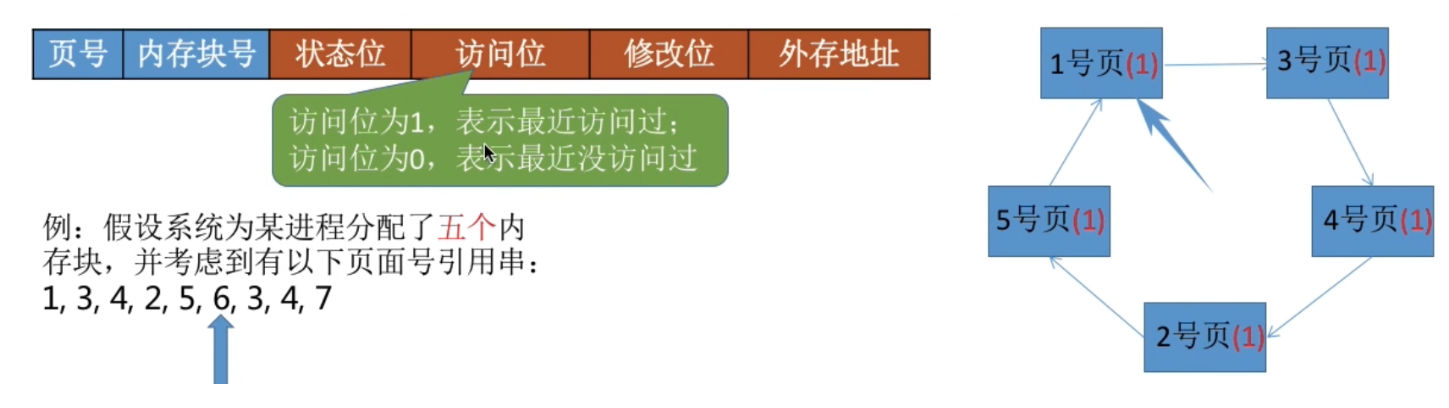 页号 内存块号 状态位 访问位 修改位 外存地址
访问位为1，表示最近访问过；
访问位为0，表示最近没访问过
例：假设系统为某进程分配了五个内
存块，并考虑到有以下页面号引用串：
1, 3, 4, 2, 5, 6, 3, 4, 7
1号页(1)
3号页(1)
5号页(1)
4号页(1)
2号页(1)